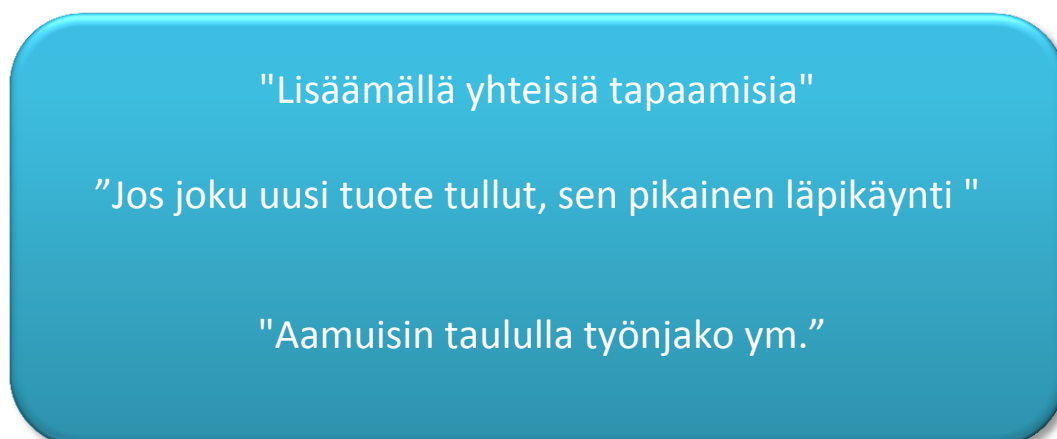 "Lisäämällä yhteisiä tapaamisia"
”Jos joku uusi tuote tullut, sen pikainen läpikäynti "
"Aamuisin taululla työnjako ym.”